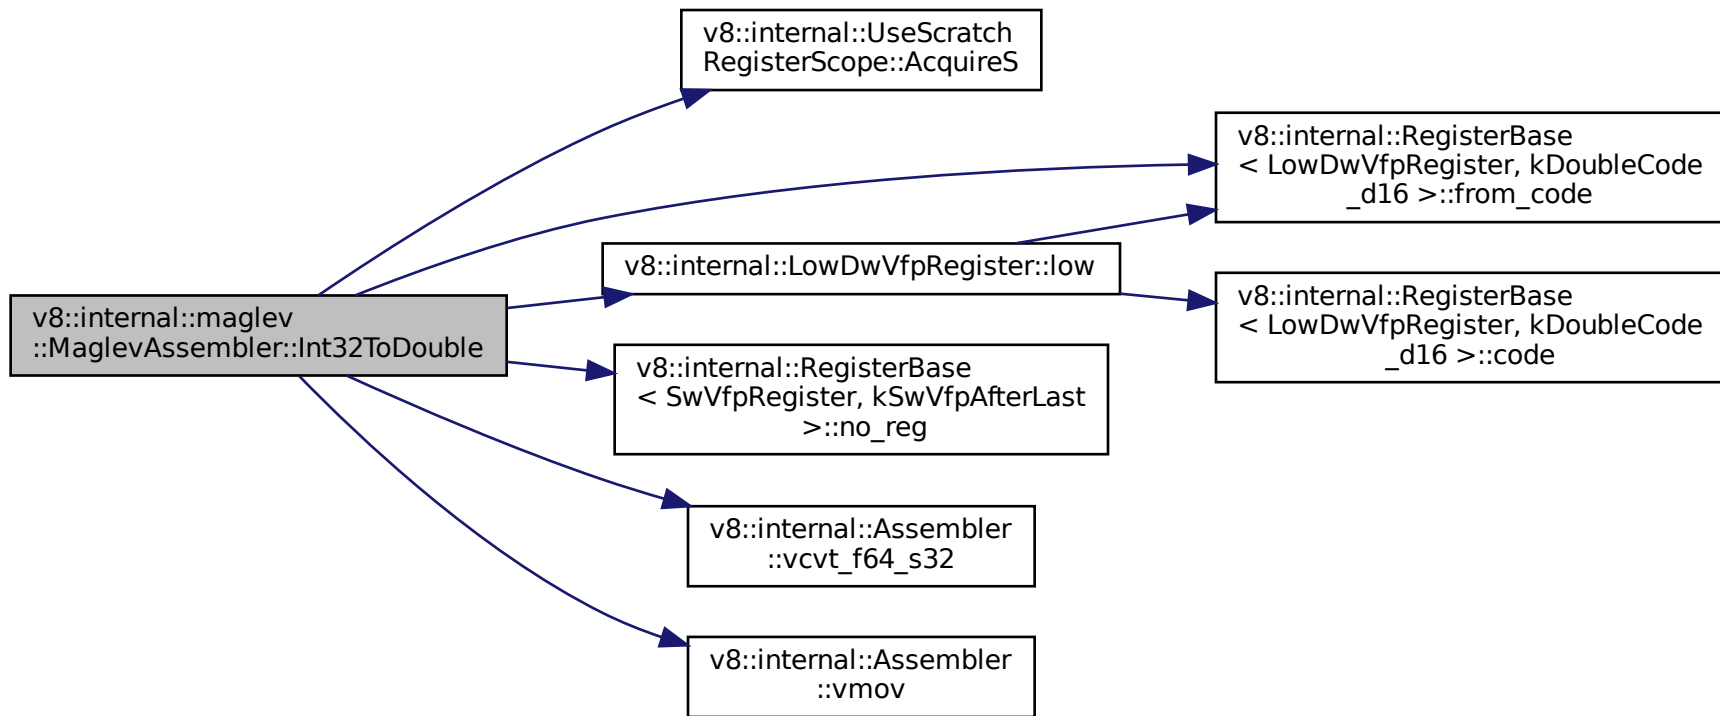 v8::internal::maglev
::MaglevAssembler::Int32ToDouble
v8::internal::UseScratch
RegisterScope::AcquireS
v8::internal::RegisterBase
< LowDwVfpRegister, kDoubleCode
_d16 >::from_code
v8::internal::LowDwVfpRegister::low
v8::internal::RegisterBase
< LowDwVfpRegister, kDoubleCode
_d16 >::code
v8::internal::RegisterBase
< SwVfpRegister, kSwVfpAfterLast
>::no_reg
v8::internal::Assembler
::vcvt_f64_s32
v8::internal::Assembler
::vmov